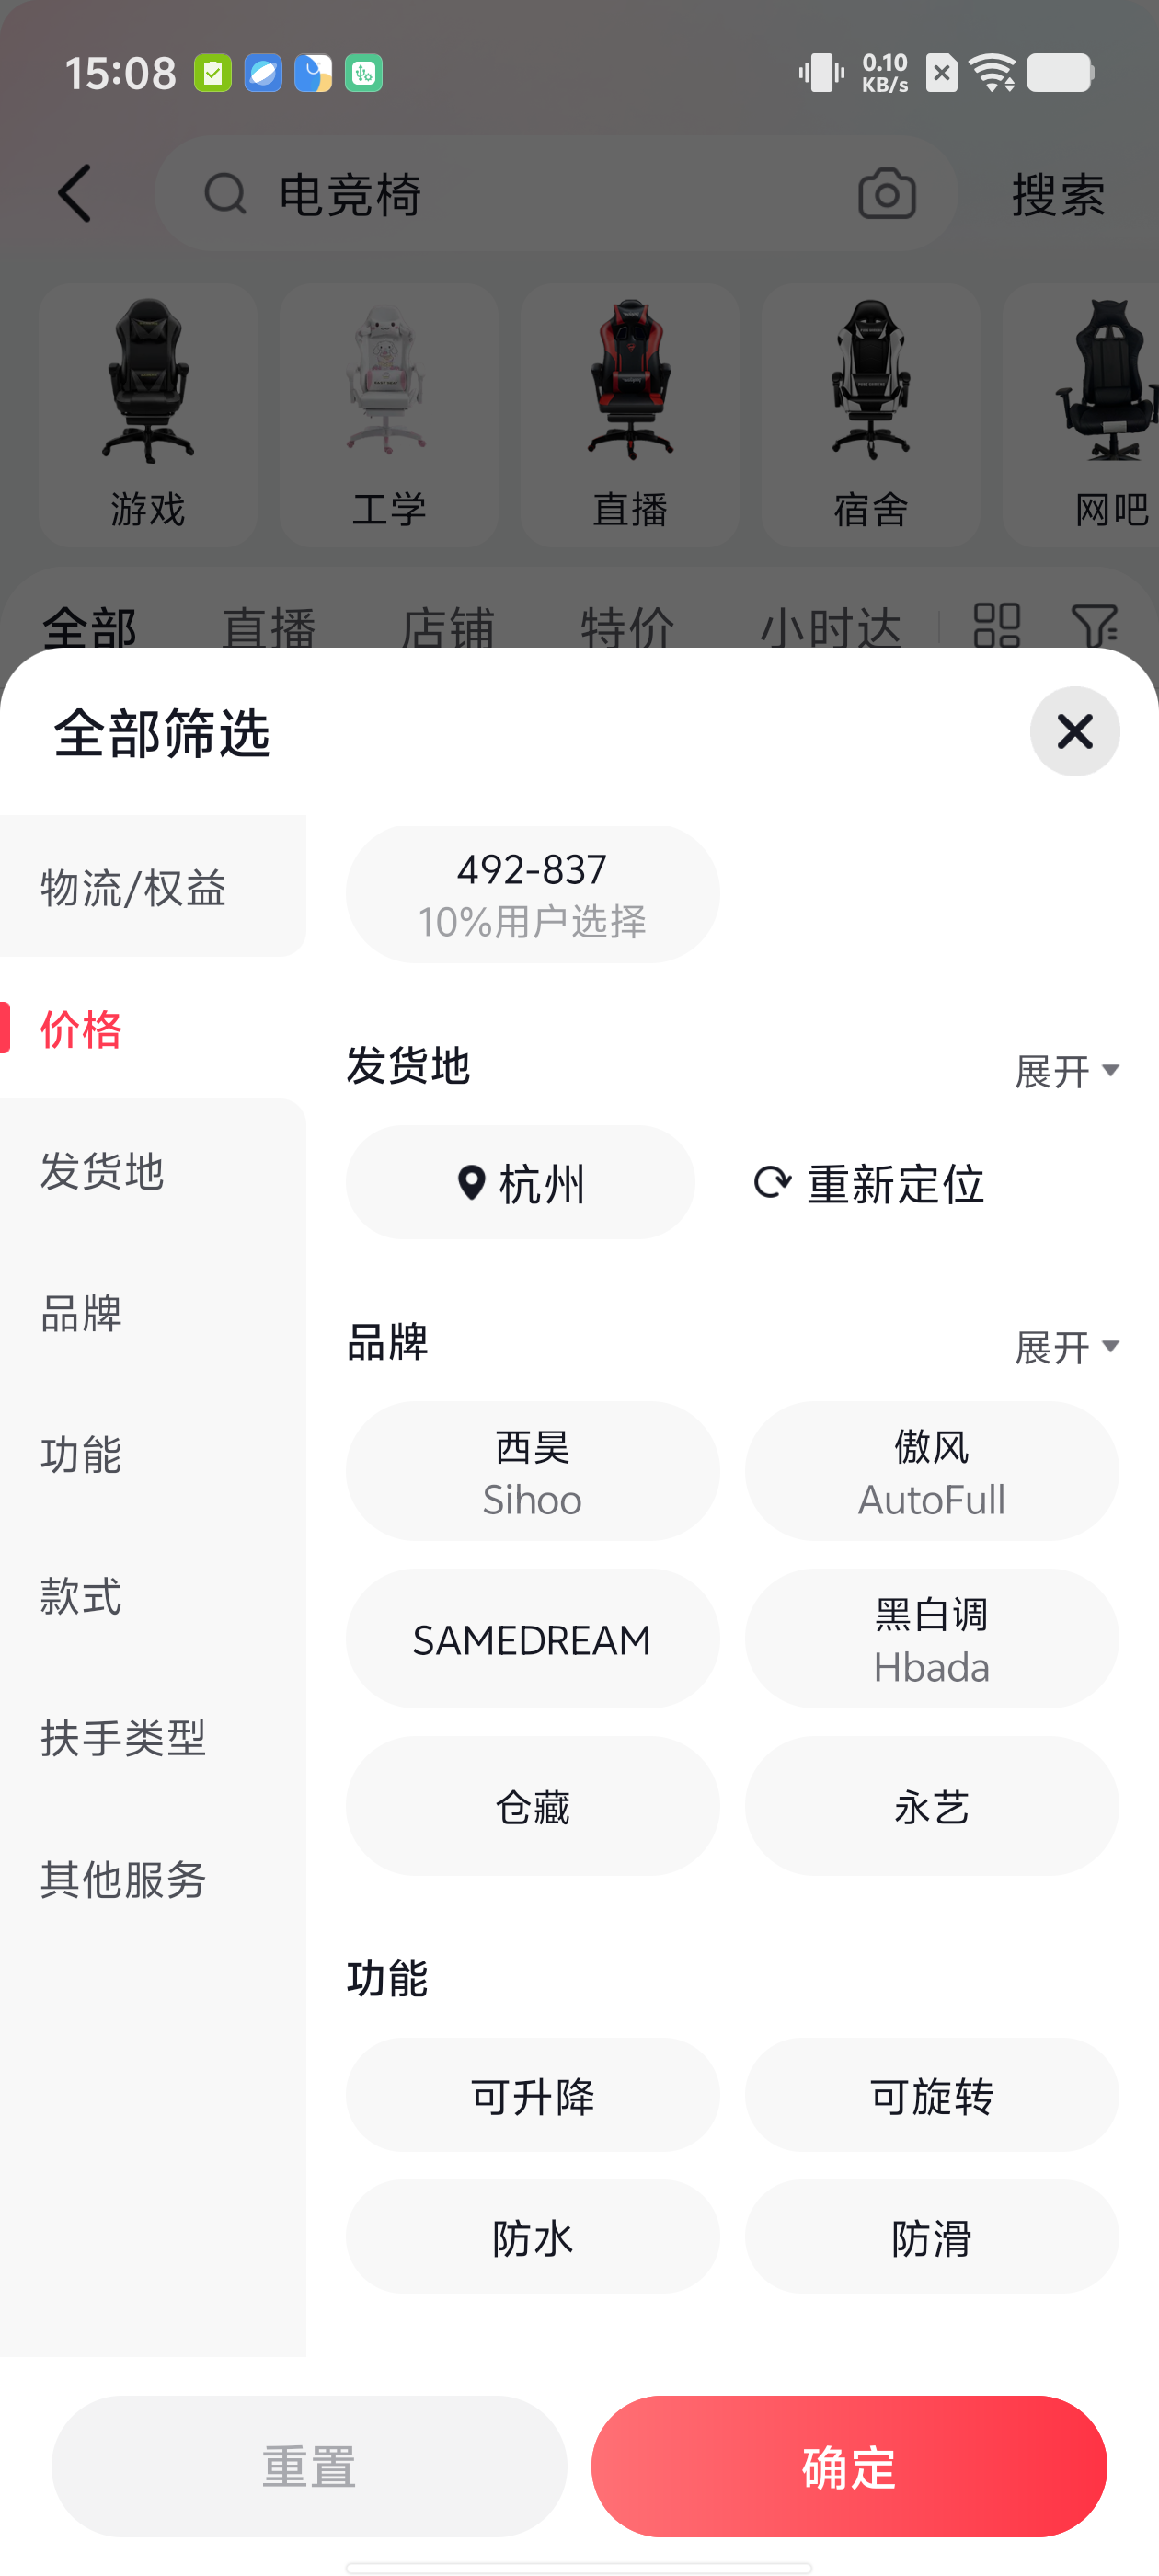 15:08
0.10
KB/s
电竞椅
搜索
游戏
工学
直播
宿舍
网吧
全部
直播
店铺
特价
小时达
全部筛选
物流/权益
价格
发货地
品牌
功能
款式
扶手类型
其他服务
492-837
10%用户选择
发货地
展开
杭州
重新定位
品牌
展开
西昊
Sihoo
傲风
AutoFull
SAMEDREAM
黑白调
Hbada
仓藏
永艺
功能
可升降
可旋转
防水
防滑
重置
确定